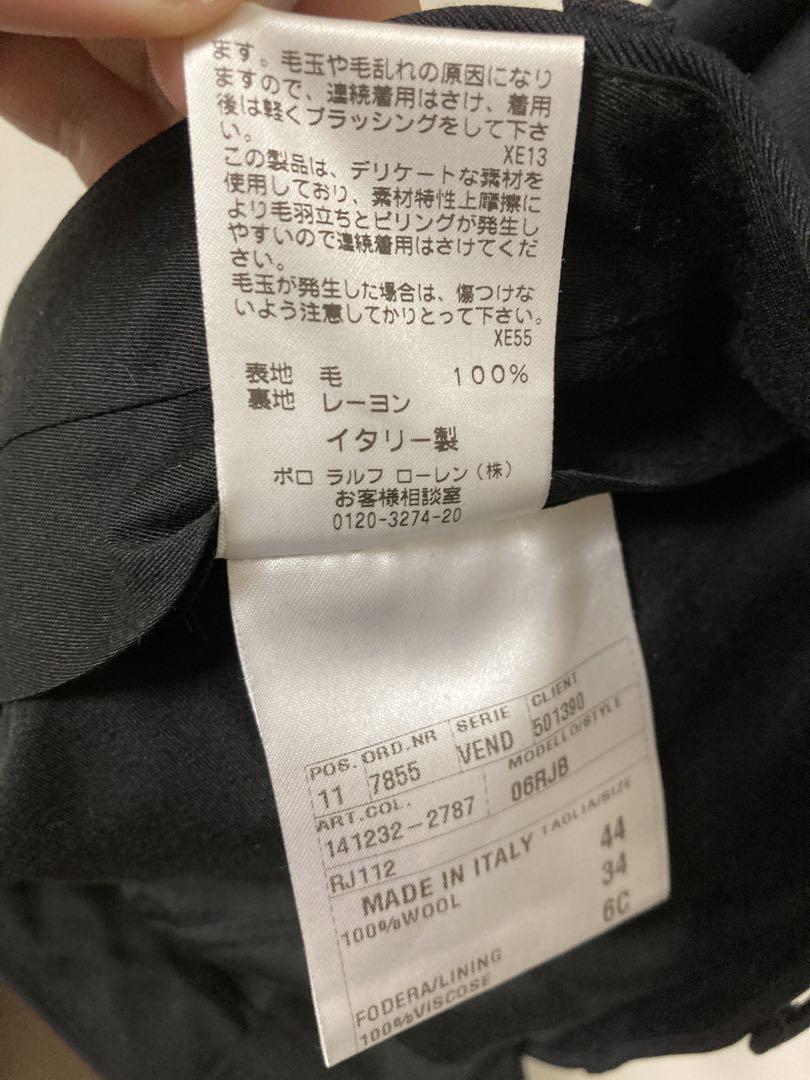 ます。毛玉や毛乱れの原因になり
ますので、連続着用はさけ、着用
後は軽くブラッシングをして下さ
い。
XE13
この製品は、デリケートな素材を
使用しており、素材特性上摩擦に
より毛羽立ちとピリングが発生し
やすいので連続着用はさけてくだ
さい。
毛玉が発生した場合は、傷つけな
いよう注意してかりとって下さい。
XE55
表地 毛 100%
裏地 レーヨン
イタリー製
ポロ ラルフ ローレン(株)
お客様相談室
0120-3274-20
POS. ORD.NR SERIE CLIENT
11 7855 VEND 501390
ART.COL. MODELLO/STYLE
141232-2787 06RJB
RJ112 TAGLIA/SIZE
MADE IN ITALY 44
100%WOOL 34
6C
FODERA/LINING
100%VISCOSE